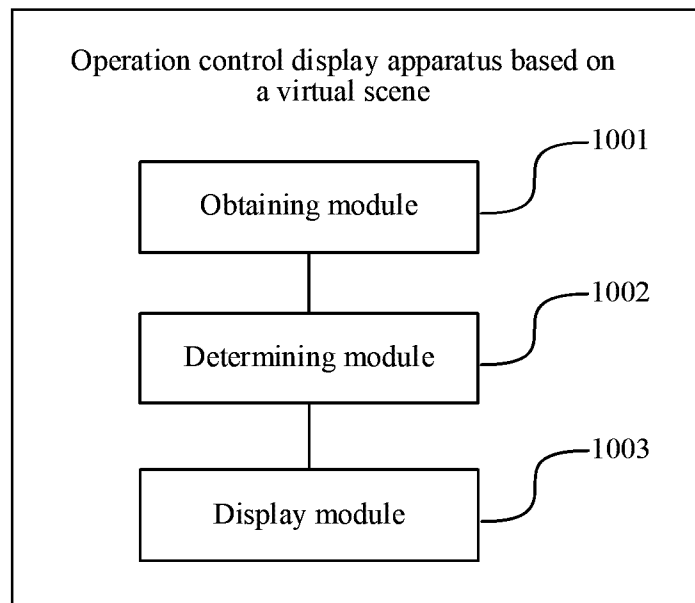 Operation control display apparatus based on
a virtual scene
1001
Obtaining module
1002
Determining module
1003
Display module